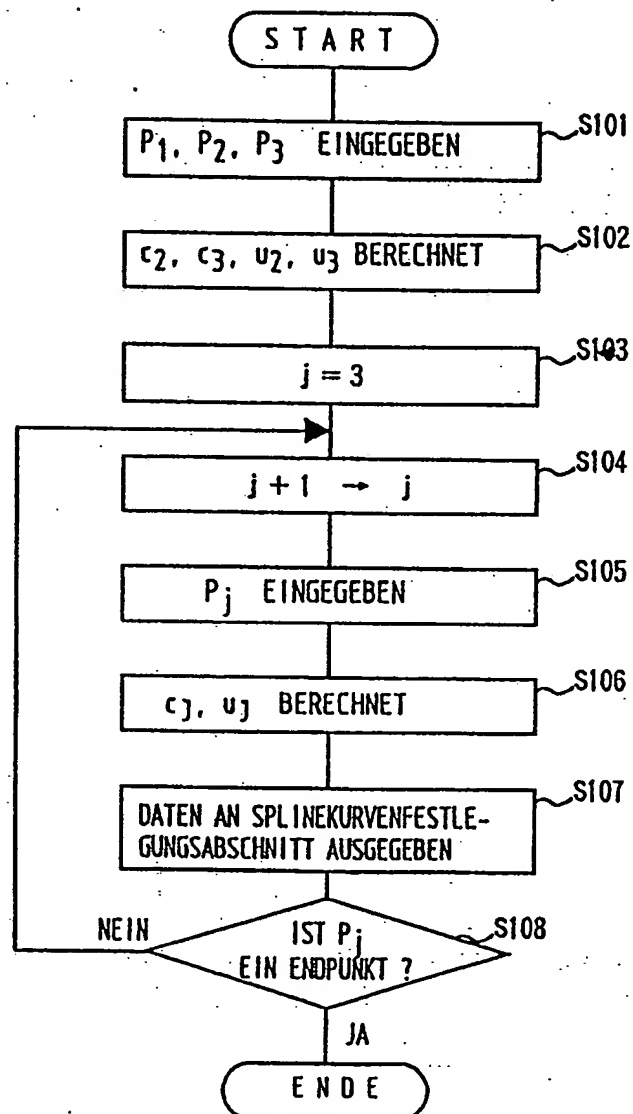 START
P₁, P₂, P₃ EINGEGEBEN
S101
c₂, c₃, u₂, u₃ BERECHNET
S102
j = 3
S103
j + 1 → j
S104
Pⱼ EINGEGEBEN
S105
cⱼ, uⱼ BERECHNET
S106
DATEN AN SPLINEKURVENFESTLE-
GUNGSABSCHNITT AUSGEGEBEN
S107
NEIN
IST Pⱼ
EIN ENDPUNKT ?
S108
JA
ENDE